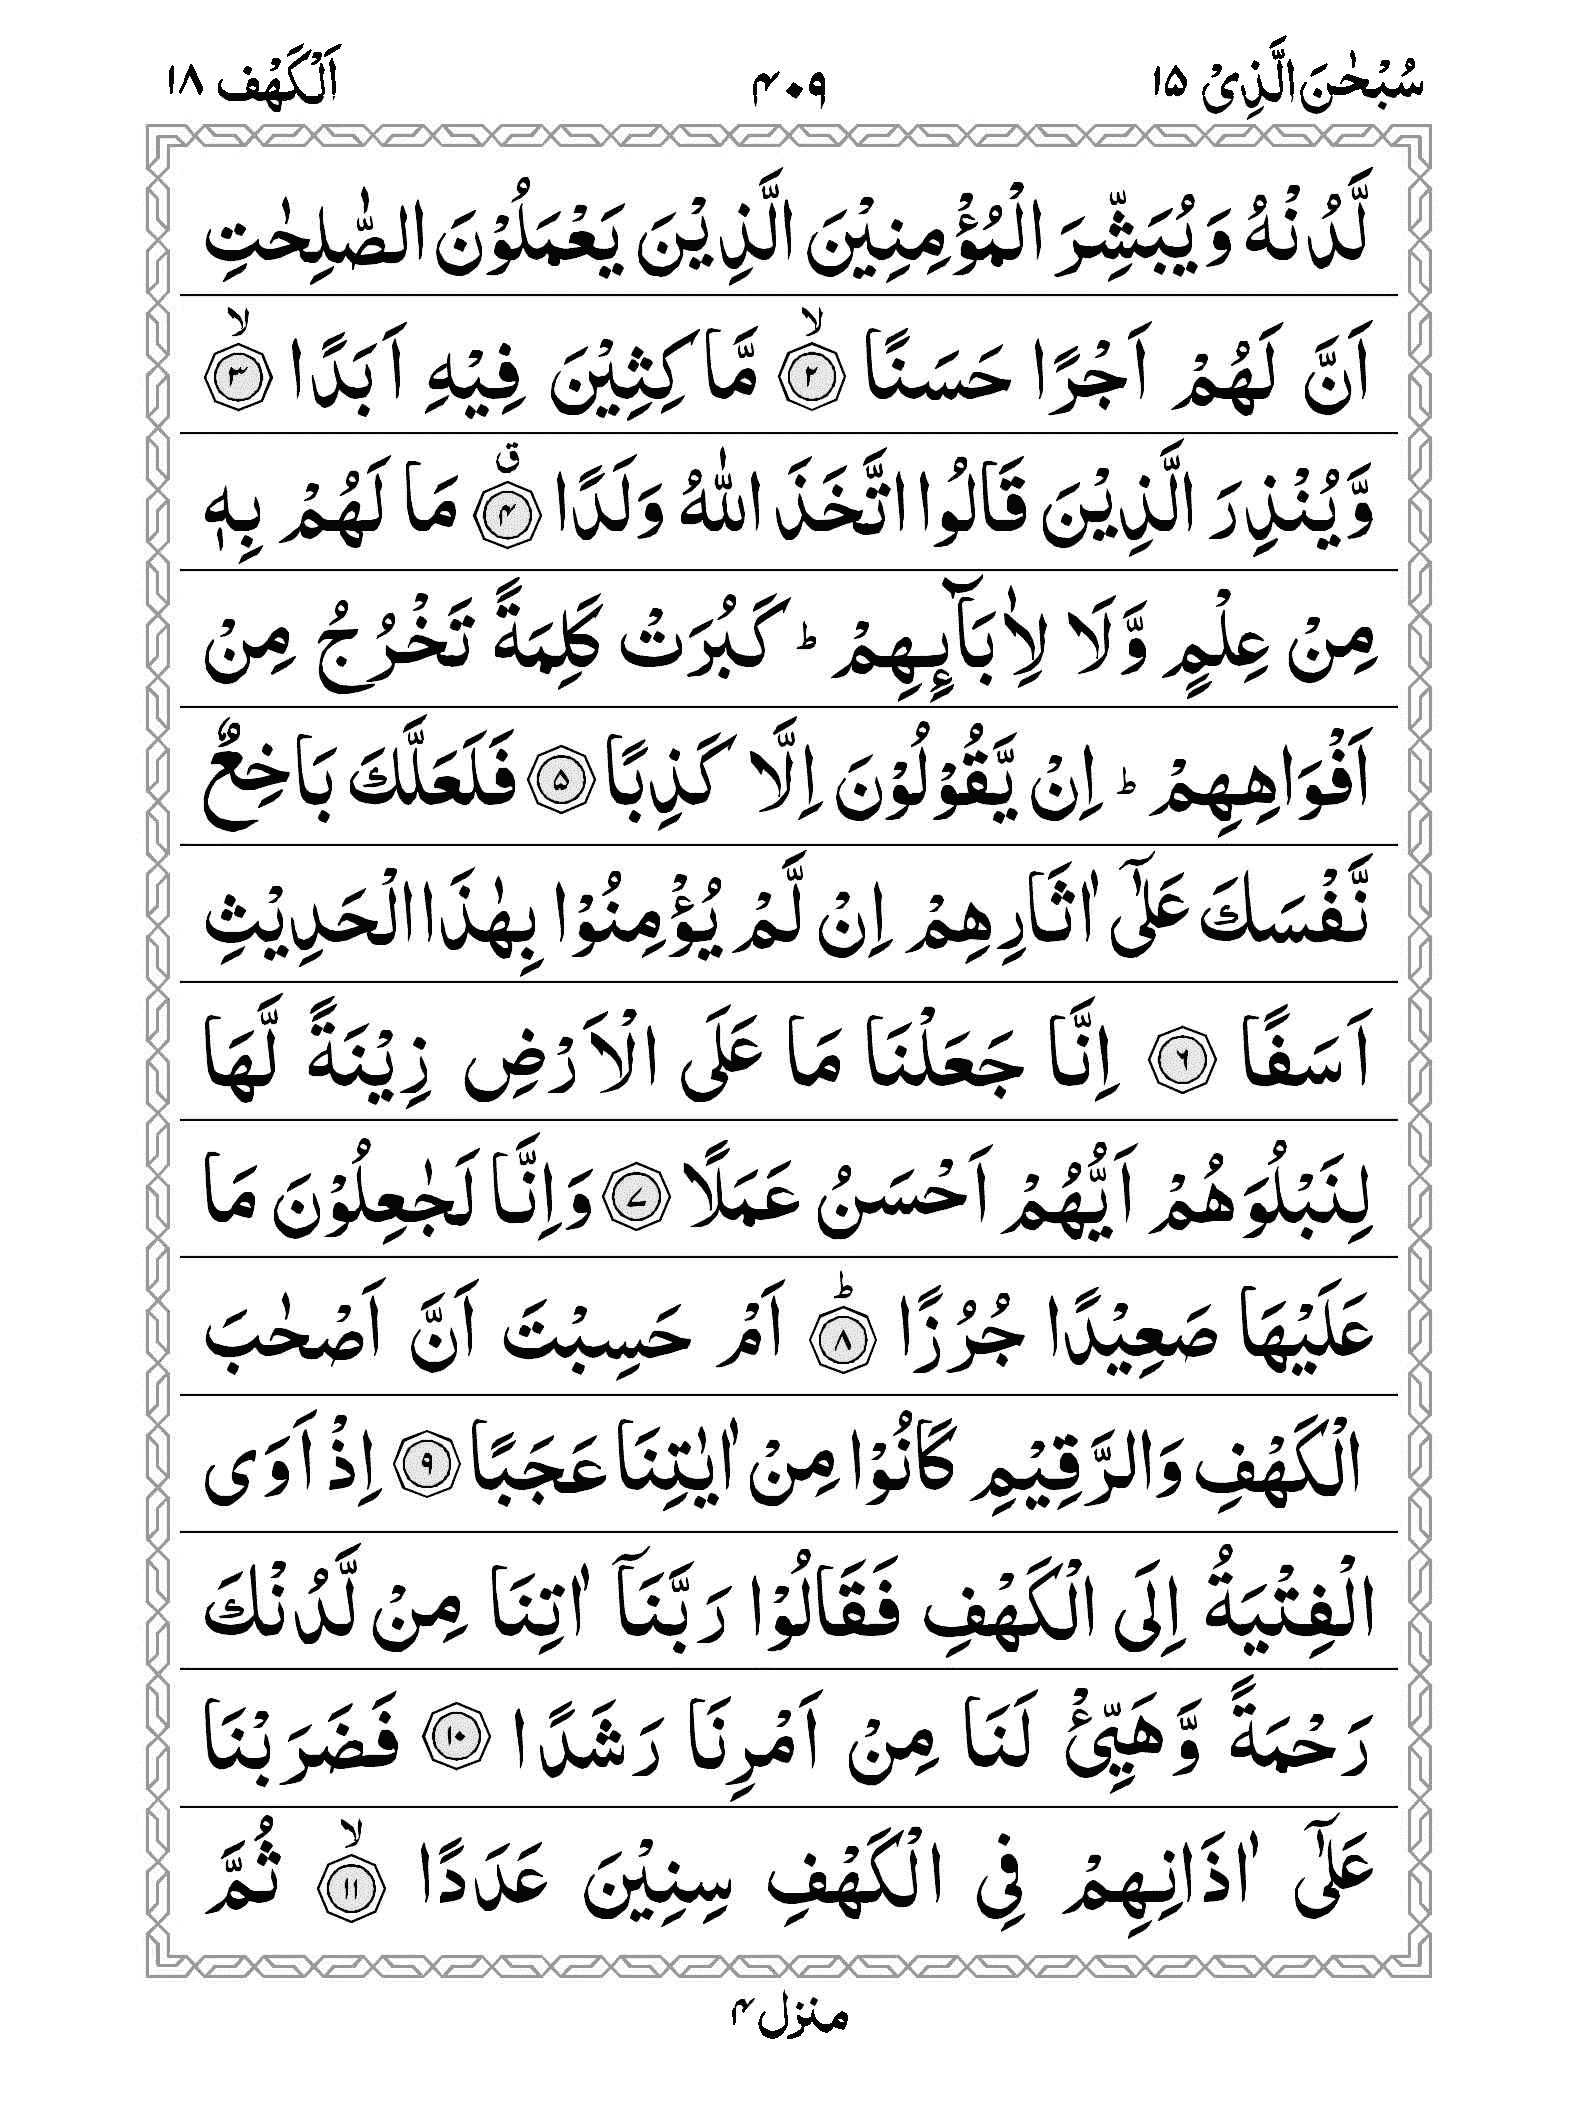 سُبْحٰنَ الَّذِیْ ۱۵ ۴۰۹ اَلْكَهْف ۱۸
لَّدُنْهُ وَیُبَشِّرَ الْمُؤْمِنِیْنَ الَّذِیْنَ یَعْمَلُوْنَ الصّٰلِحٰتِ
اَنَّ لَهُمْ اَجْرًا حَسَنًا ۙ۲ مَّاكِثِیْنَ فِیْهِ اَبَدًا ۙ۳
وَّیُنْذِرَ الَّذِیْنَ قَالُوا اتَّخَذَ اللّٰهُ وَلَدًا ۗ۴ مَا لَهُمْ بِهٖ
مِنْ عِلْمٍ وَّلَا لِاٰبَآىِٕهِمْ ؕ كَبُرَتْ كَلِمَةً تَخْرُجُ مِنْ
اَفْوَاهِهِمْ ؕ اِنْ یَّقُوْلُوْنَ اِلَّا كَذِبًا ۵ فَلَعَلَّكَ بَاخِعٌ
نَّفْسَكَ عَلٰۤى اٰثَارِهِمْ اِنْ لَّمْ یُؤْمِنُوْا بِهٰذَا الْحَدِیْثِ
اَسَفًا ۶ اِنَّا جَعَلْنَا مَا عَلَى الْاَرْضِ زِیْنَةً لَّهَا
لِنَبْلُوَهُمْ اَیُّهُمْ اَحْسَنُ عَمَلًا ۷ وَاِنَّا لَجٰعِلُوْنَ مَا
عَلَیْهَا صَعِیْدًا جُرُزًا ؕ۸ اَمْ حَسِبْتَ اَنَّ اَصْحٰبَ
الْكَهْفِ وَالرَّقِیْمِ كَانُوْا مِنْ اٰیٰتِنَا عَجَبًا ۹ اِذْ اَوَى
الْفِتْیَةُ اِلَى الْكَهْفِ فَقَالُوْا رَبَّنَاۤ اٰتِنَا مِنْ لَّدُنْكَ
رَحْمَةً وَّهَیِّئْ لَنَا مِنْ اَمْرِنَا رَشَدًا ۱۰ فَضَرَبْنَا
عَلٰۤى اٰذَانِهِمْ فِی الْكَهْفِ سِنِیْنَ عَدَدًا ۙ۱۱ ثُمَّ
منزل ۴